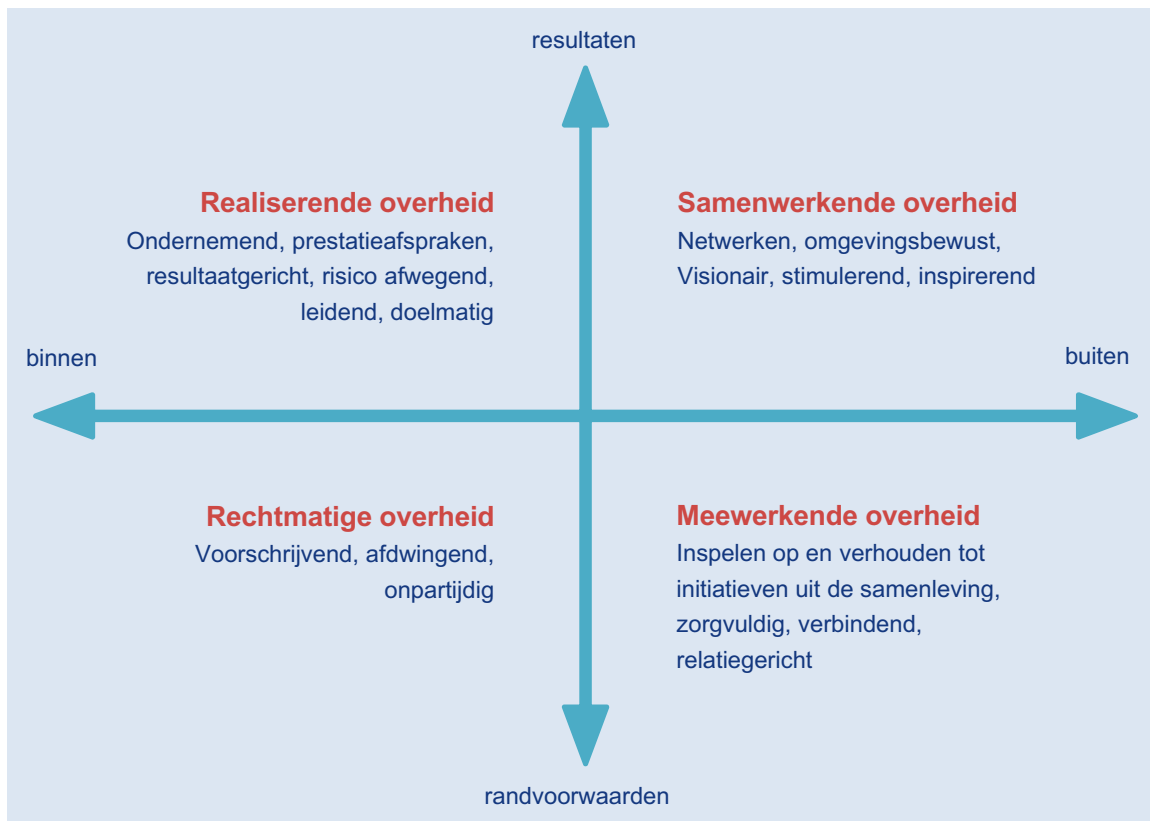 resultaten
Realiserende overheid
Ondernemend, prestatieafspraken,
resultaatgericht, risico afwegend,
leidend, doelmatig
Samenwerkende overheid
Netwerken, omgevingsbewust,
Visionair, stimulerend, inspirerend
binnen
buiten
Rechtmatige overheid
Voorschrijvend, afdwingend,
onpartijdig
Meewerkende overheid
Inspelen op en verhouden tot
initiatieven uit de samenleving,
zorgvuldig, verbindend,
relatiegericht
randvoorwaarden